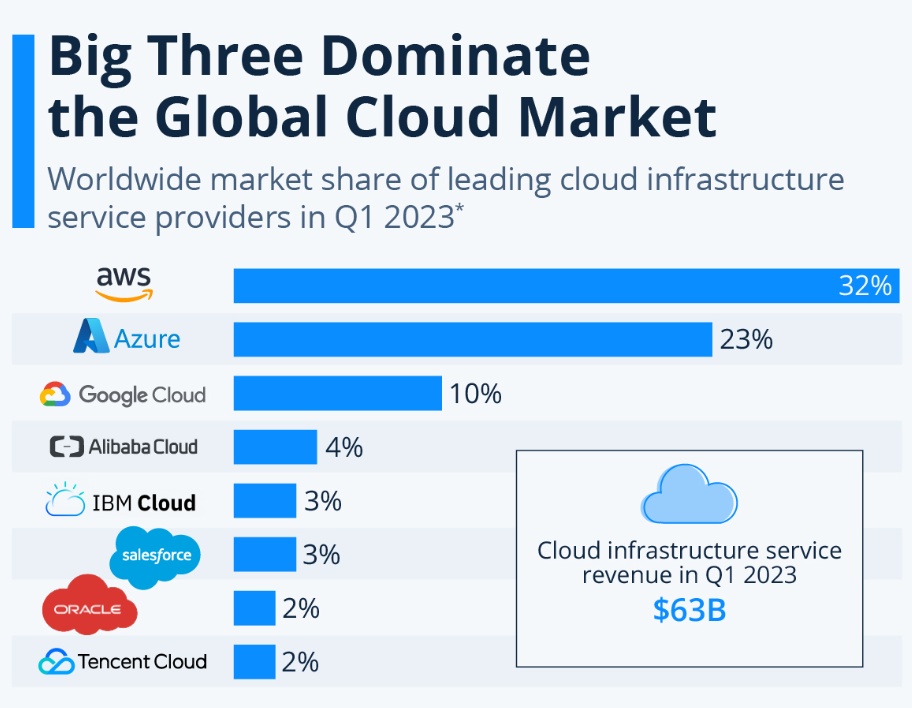 Big Three Dominate
the Global Cloud Market
Worldwide market share of leading cloud infrastructure
service providers in Q1 2023*
aws
32%
Azure
23%
Google Cloud
10%
Alibaba Cloud
4%
IBM Cloud
3%
salesforce
3%
ORACLE
2%
Tencent Cloud
2%
Cloud infrastructure service
revenue in Q1 2023
$63B